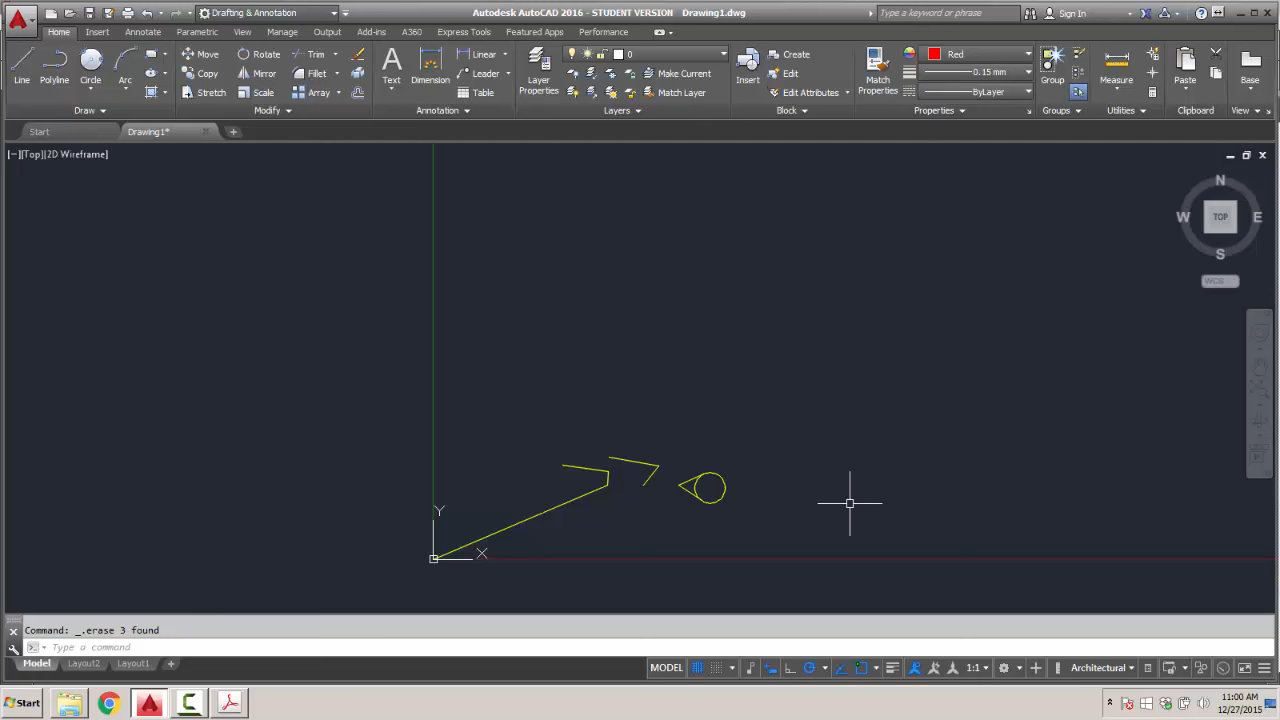 Drafting & Annotation
Autodesk AutoCAD 2016 - STUDENT VERSION Drawing1.dwg
Type a keyword or phrase
Sign In
Home Insert Annotate Parametric View Manage Output Add-ins A360 Express Tools Featured Apps Performance
Line Polyline Circle Arc
Move Rotate Trim
Copy Mirror Fillet
Stretch Scale Array
Text Dimension
Linear
Leader
Table
Layer Properties
0
Make Current
Match Layer
Insert
Create
Edit
Edit Attributes
Match Properties
Red
0.15 mm
ByLayer
Group
Measure
Paste
Base
Draw Modify Annotation Layers Block Properties Groups Utilities Clipboard View
Start Drawing1*
[−][Top][2D Wireframe]
N
W TOP E
S
WCS
Y
X
Command: _.erase 3 found
Type a command
Model Layout2 Layout1
MODEL
1:1
Architectural
Start
11:00 AM
12/27/2015